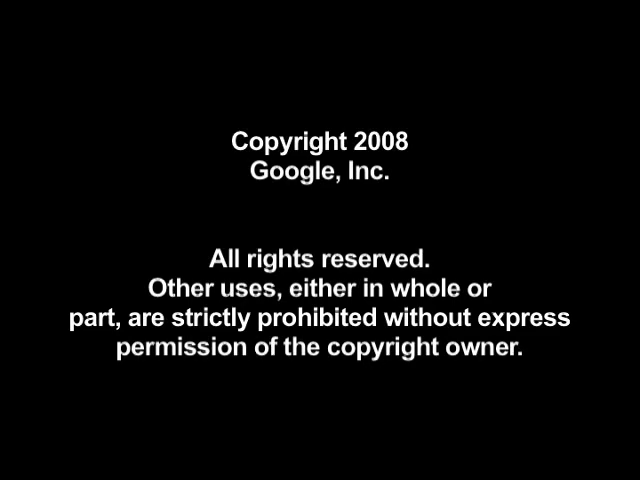 Copyright 2008
Google, Inc.
All rights reserved.
Other uses, either in whole or
part, are strictly prohibited without express
permission of the copyright owner.